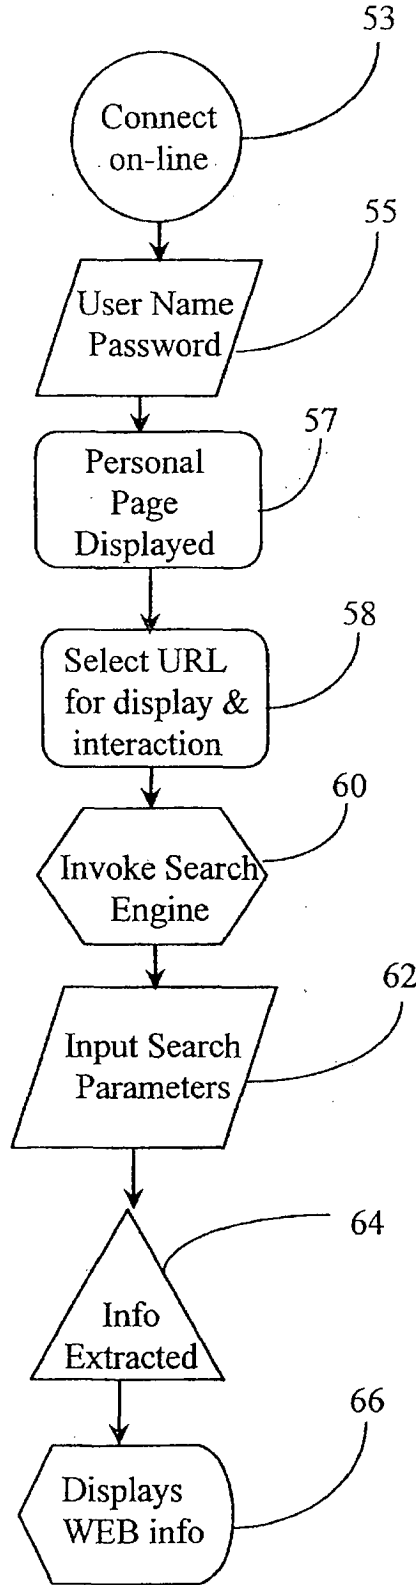 53
Connect
on-line
55
User Name
Password
57
Personal
Page
Displayed
58
Select URL
for display &
interaction
60
Invoke Search
Engine
62
Input Search
Parameters
64
Info
Extracted
66
Displays
WEB info